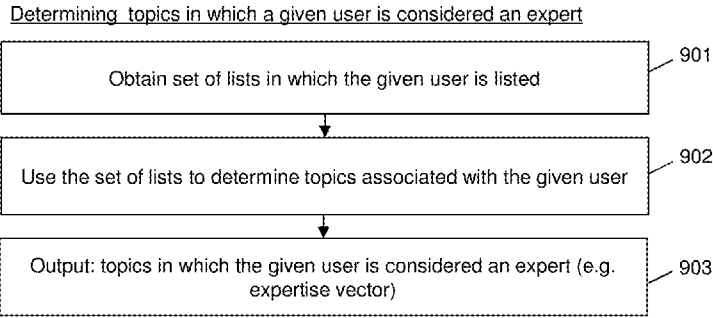 Determining topics in which a given user is considered an expert
901
Obtain set of lists in which the given user is listed
902
Use the set of lists to determine topics associated with the given user
Output: topics in which the given user is considered an expert (e.g.
expertise vector)
903